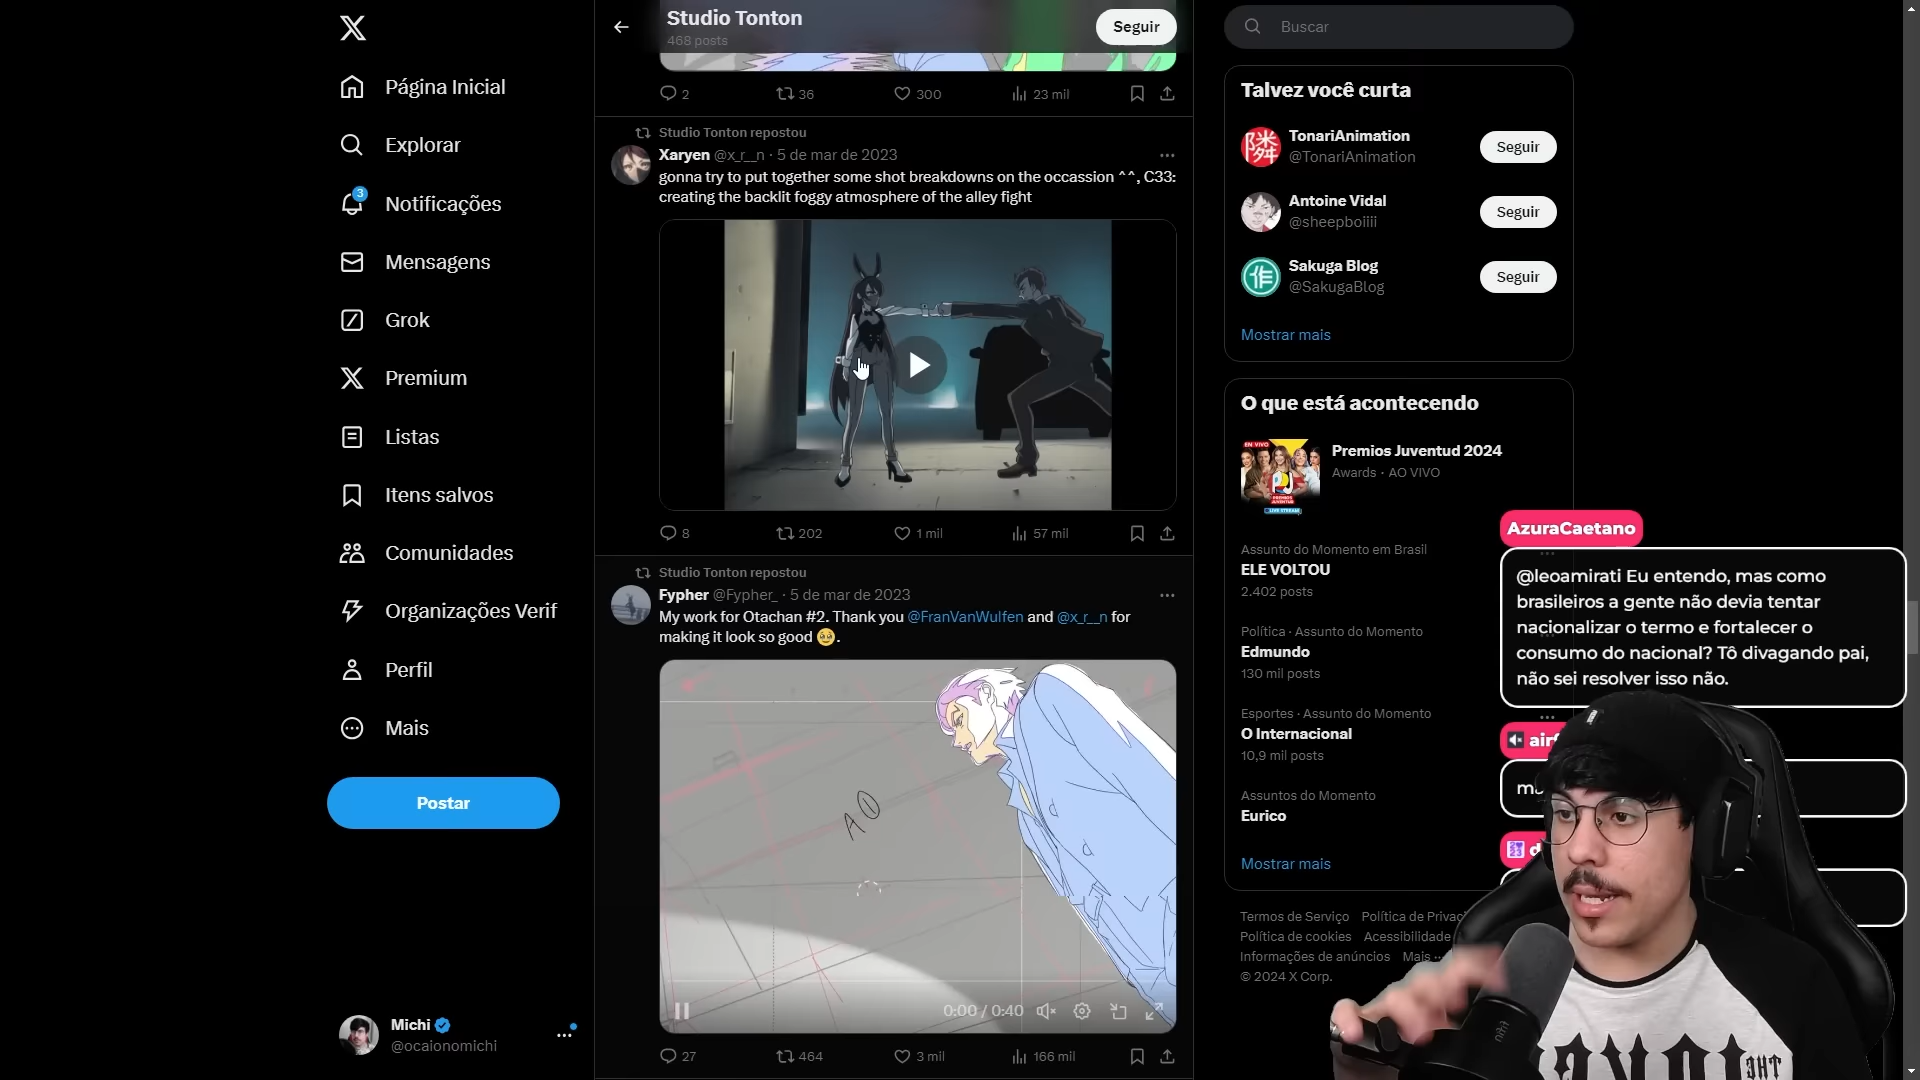 Página Inicial
Explorar
3
Notificações
Mensagens
Grok
Premium
Listas
Itens salvos
Comunidades
Organizações Verif
Perfil
Mais
Postar
Michi
@ocaionomichi
Studio Tonton
468 posts
Seguir
2 36 300 23 mil
Studio Tonton repostou
Xaryen @x_r__n · 5 de mar de 2023
gonna try to put together some shot breakdowns on the occassion ^^, C33:
creating the backlit foggy atmosphere of the alley fight
8 202 1 mil 57 mil
Studio Tonton repostou
Fypher @Fypher_ · 5 de mar de 2023
My work for Otachan #2. Thank you @FranVanWulfen and @x_r__n for
making it look so good 🥹.
A①
0:00 / 0:40
27 464 3 mil 166 mil
Buscar
Talvez você curta
TonariAnimation
@TonariAnimation
Seguir
Antoine Vidal
@sheepboiiii
Seguir
Sakuga Blog
@SakugaBlog
Seguir
Mostrar mais
O que está acontecendo
EN VIVO
PJ
Premios Juventud 2024
Awards · AO VIVO
Assunto do Momento em Brasil
ELE VOLTOU
2.402 posts
Política · Assunto do Momento
Edmundo
130 mil posts
Esportes · Assunto do Momento
O Internacional
10,9 mil posts
Assuntos do Momento
Eurico
Mostrar mais
Termos de Serviço Política de Privac
Política de cookies Acessibilidade
Informações de anúncios Mais ···
© 2024 X Corp.
AzuraCaetano
@leoamirati Eu entendo, mas como
brasileiros a gente não devia tentar
nacionalizar o termo e fortalecer o
consumo do nacional? Tô divagando pai,
não sei resolver isso não.
THE